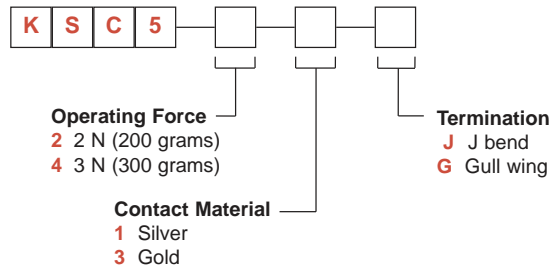 K S C 5
Operating Force
2 2 N (200 grams)
4 3 N (300 grams)
Contact Material
1 Silver
3 Gold
Termination
J J bend
G Gull wing